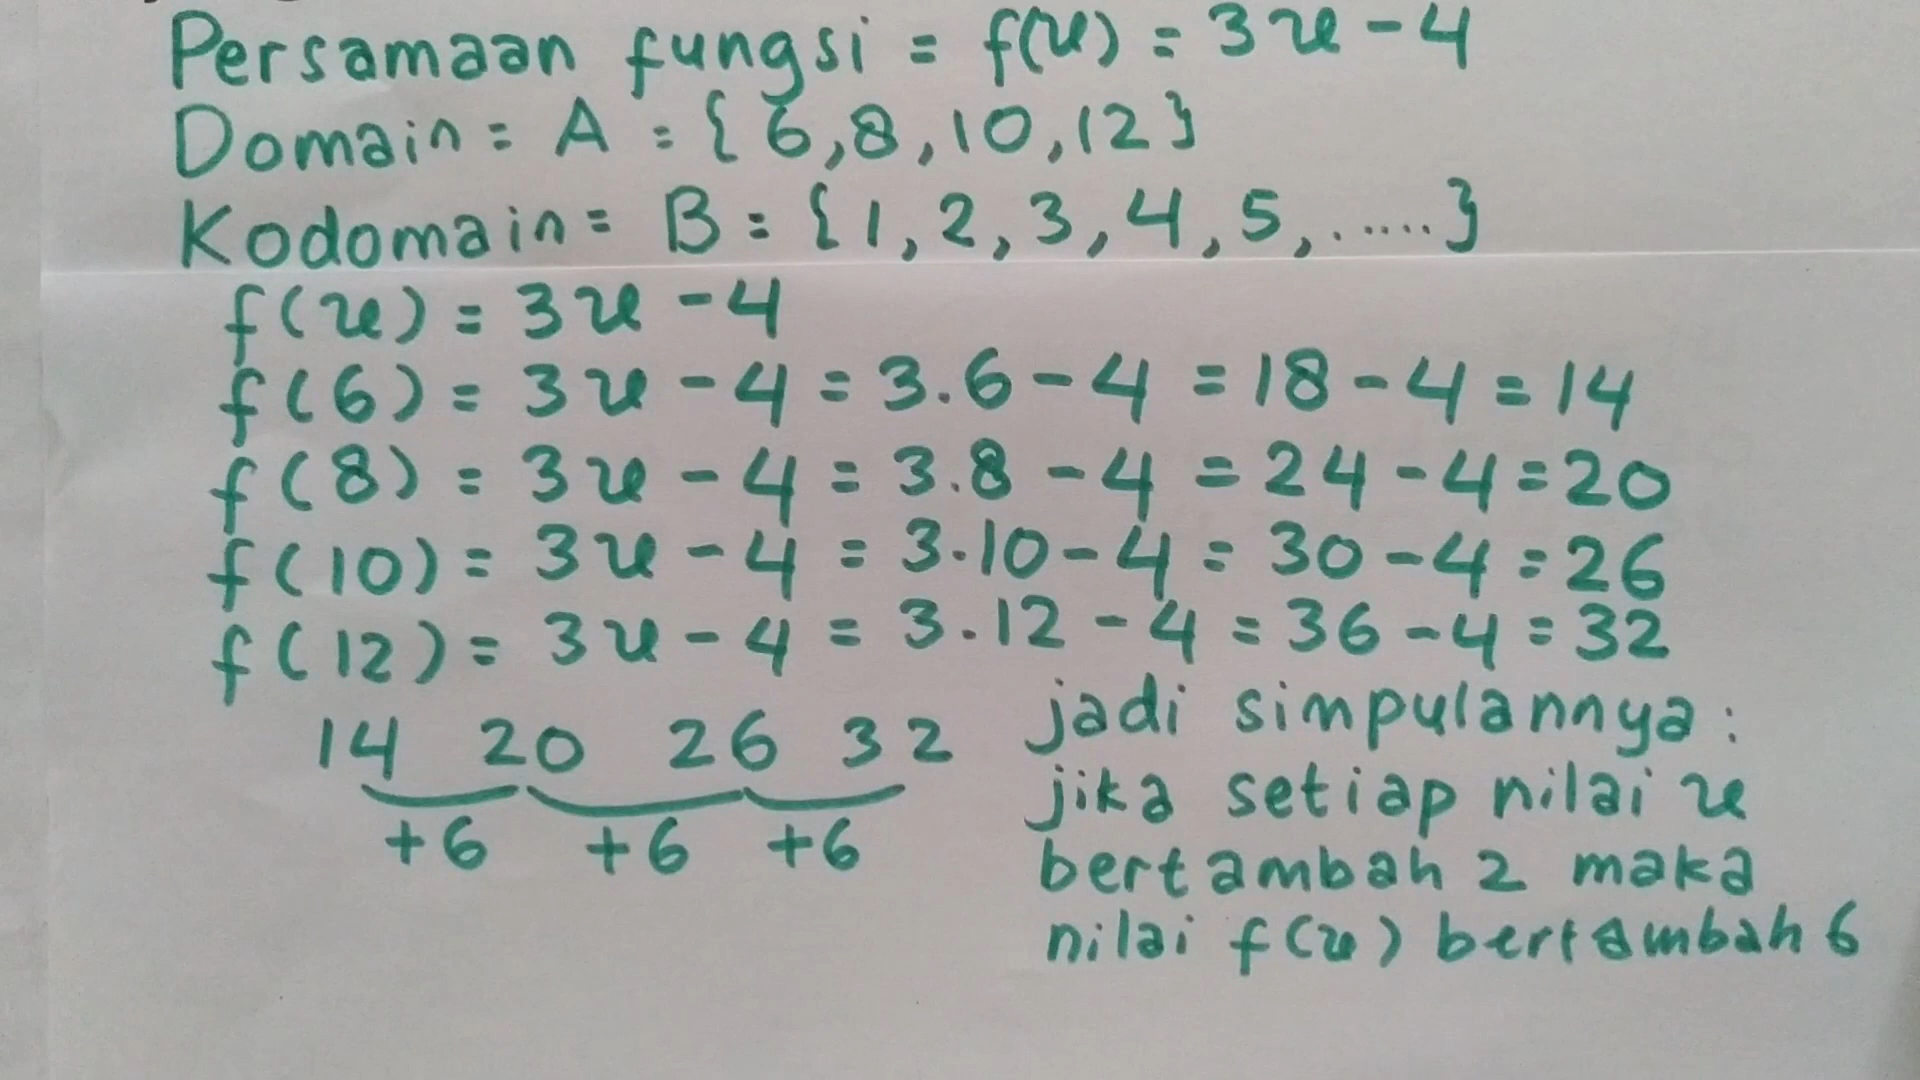 Persamaan fungsi = f(x) = 3x - 4
Domain = A = {6,8,10,12}
Kodomain = B = {1,2,3,4,5,......}
f(x) = 3x - 4
f(6) = 3x - 4 = 3.6 - 4 = 18 - 4 = 14
f(8) = 3x - 4 = 3.8 - 4 = 24 - 4 = 20
f(10) = 3x - 4 = 3.10 - 4 = 30 - 4 = 26
f(12) = 3x - 4 = 3.12 - 4 = 36 - 4 = 32
14 20 26 32
+6 +6 +6
jadi simpulannya :
jika setiap nilai x
bertambah 2 maka
nilai f(x) bertambah 6